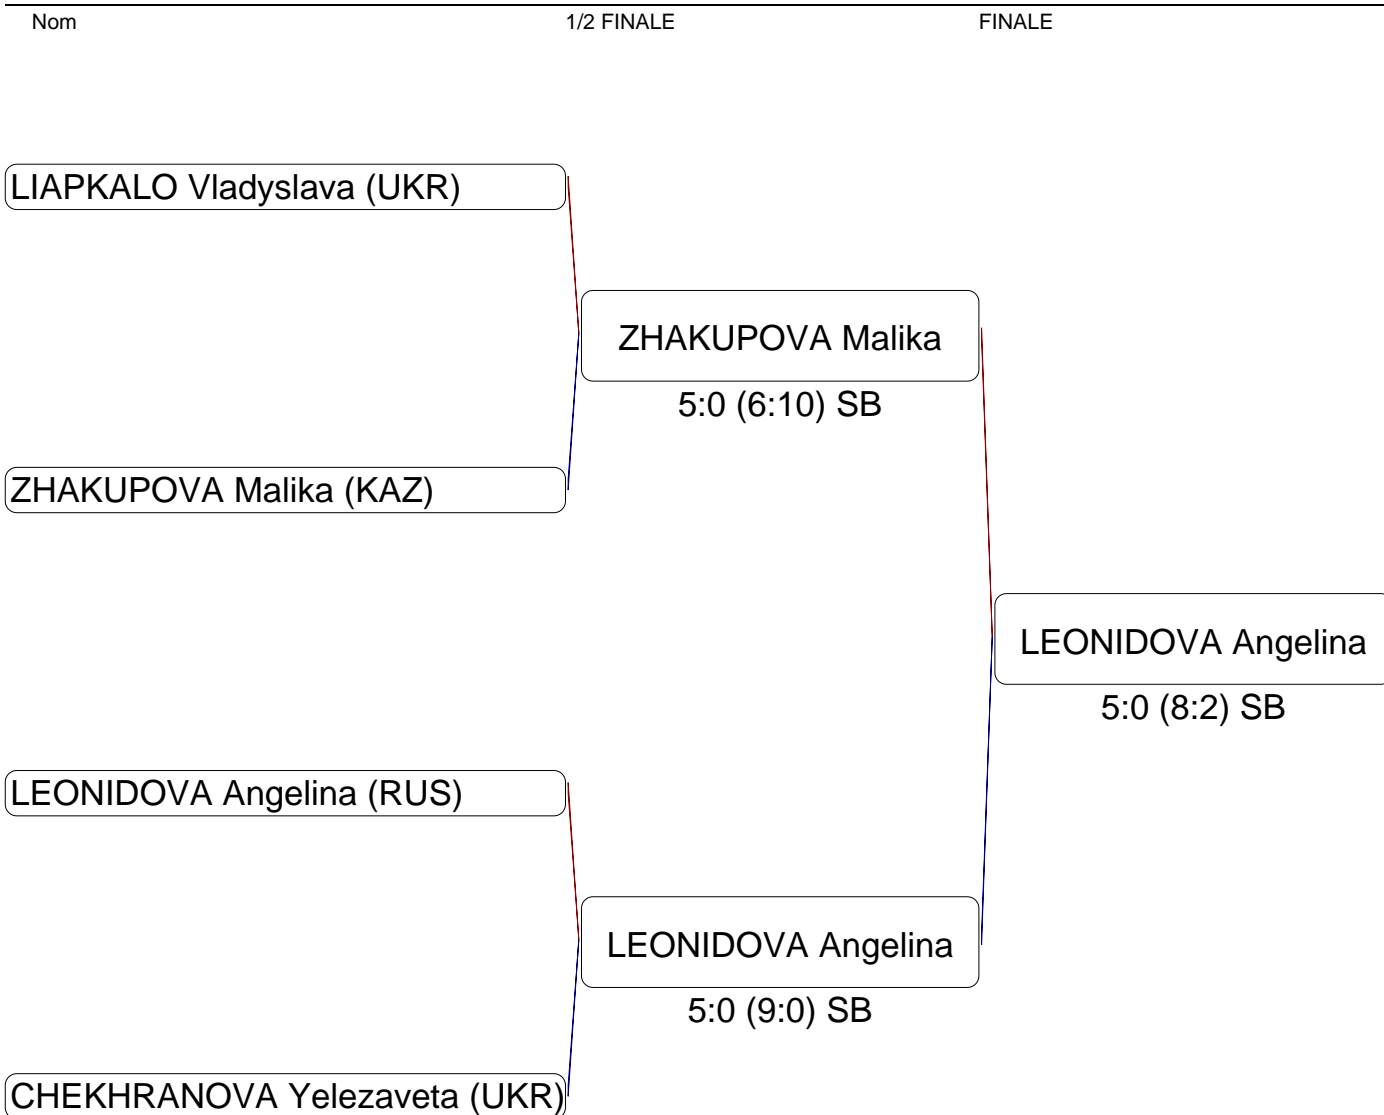 Nom 1/2 FINALE FINALE
LIAPKALO Vladyslava (UKR)
ZHAKUPOVA Malika
5:0 (6:10) SB
ZHAKUPOVA Malika (KAZ)
LEONIDOVA Angelina
5:0 (8:2) SB
LEONIDOVA Angelina (RUS)
LEONIDOVA Angelina
5:0 (9:0) SB
CHEKHRANOVA Yelezaveta (UKR)